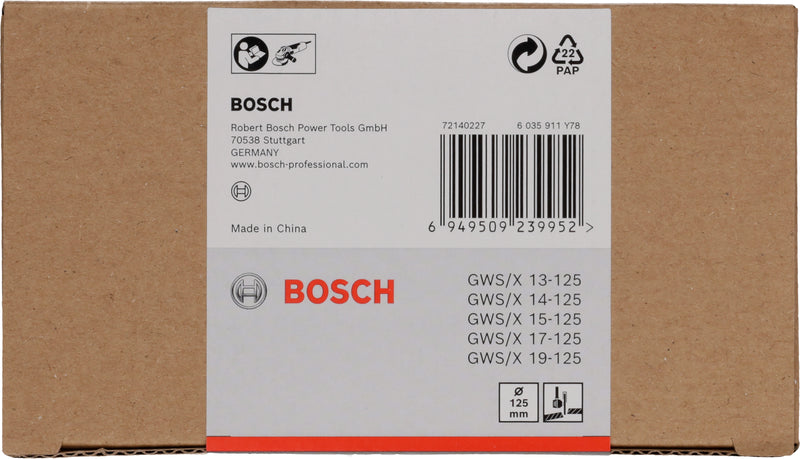 22
PAP
BOSCH
Robert Bosch Power Tools GmbH
70538 Stuttgart
GERMANY
www.bosch-professional.com
Made in China
72140227 6 035 911 Y78
6 949509 239952 >
BOSCH
GWS/X 13-125
GWS/X 14-125
GWS/X 15-125
GWS/X 17-125
GWS/X 19-125
Ø
125
mm